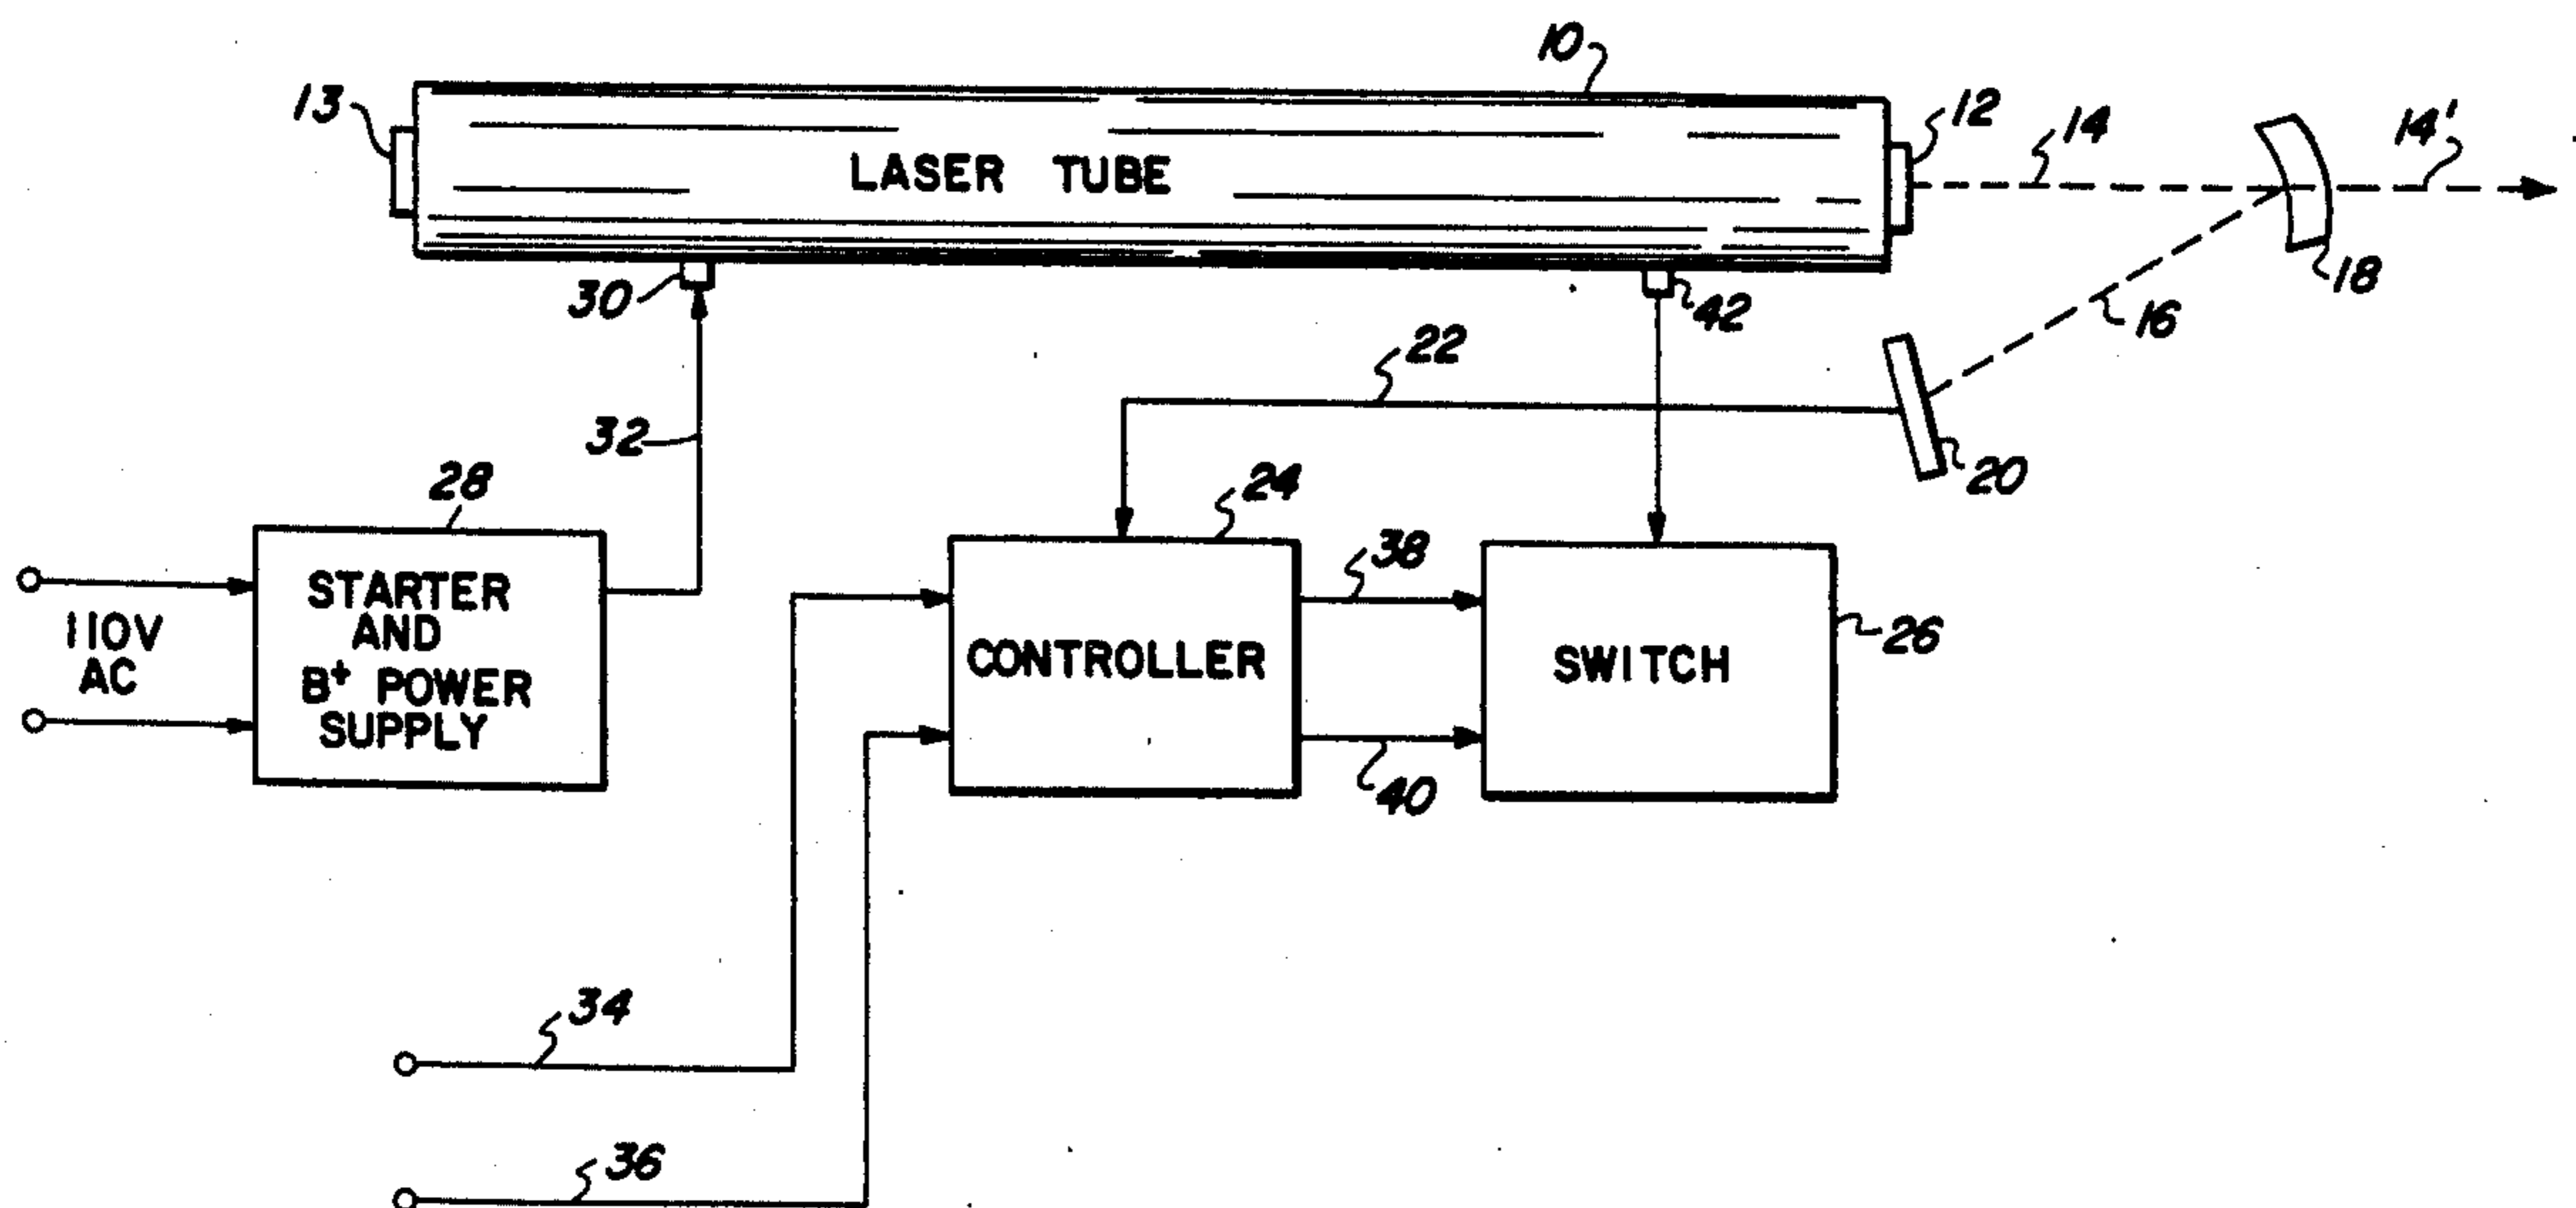 10
13
12
14
14'
LASER TUBE
18
30
42
16
22
32
20
28
24
38
STARTER
AND
B+ POWER
SUPPLY
110V
AC
CONTROLLER
SWITCH
26
40
34
36